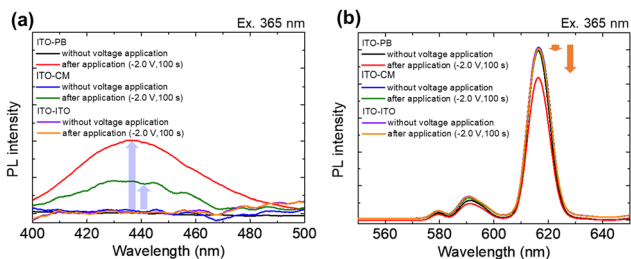 (a)
Ex. 365 nm
ITO-PB
without voltage application
after application (-2.0 V,100 s)
ITO-CM
without voltage application
after application (-2.0 V,100 s)
ITO-ITO
without voltage application
after application (-2.0 V,100 s)
PL intensity
400 420 440 460 480 500
Wavelength (nm)
(b)
Ex. 365 nm
ITO-PB
without voltage application
after application (-2.0 V,100 s)
ITO-CM
without voltage application
after application (-2.0 V,100 s)
ITO-ITO
without voltage application
after application (-2.0 V,100 s)
PL intensity
560 580 600 620 640
Wavelength (nm)